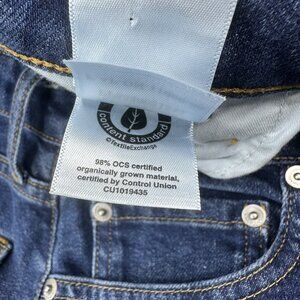 content standard
©TextileExchange
98% OCS certified
organically grown material,
certified by Control Union
CU1019435